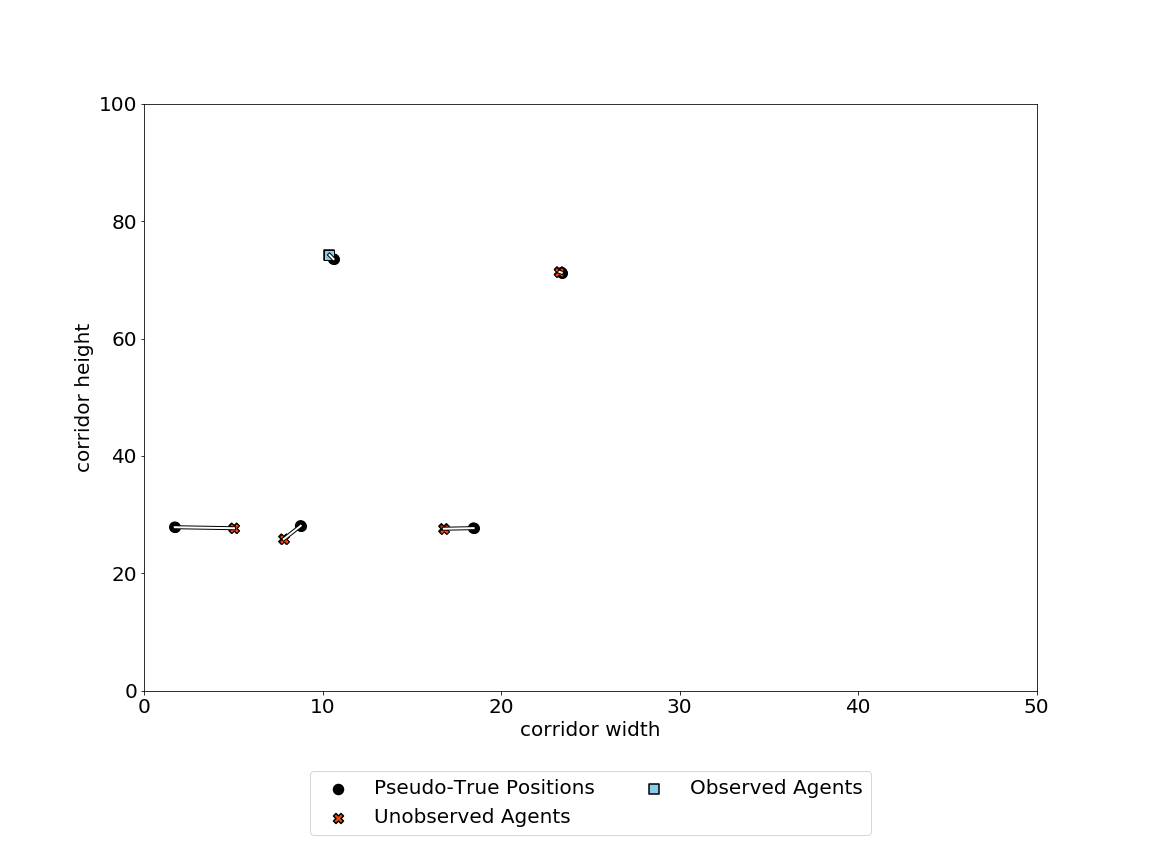 100
80
60
40
20
0
corridor height
0 10 20 30 40 50
corridor width
Pseudo-True Positions Observed Agents
Unobserved Agents